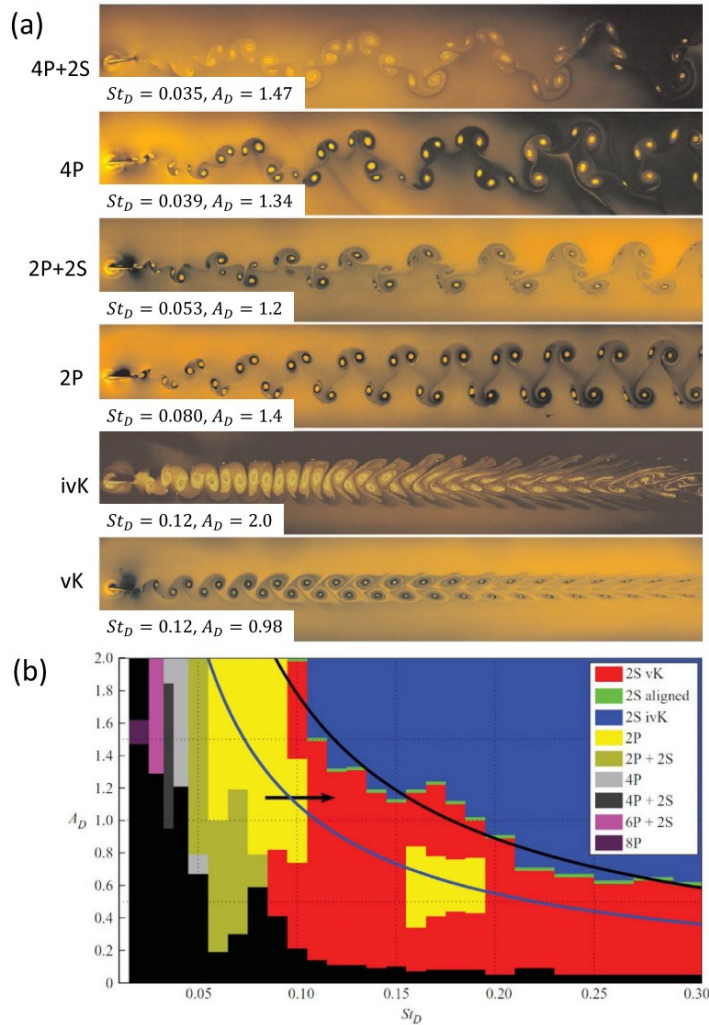 (a)
4P+2S
St_D = 0.035, A_D = 1.47
4P
St_D = 0.039, A_D = 1.34
2P+2S
St_D = 0.053, A_D = 1.2
2P
St_D = 0.080, A_D = 1.4
ivK
St_D = 0.12, A_D = 2.0
vK
St_D = 0.12, A_D = 0.98
(b)
2.0
1.8
1.6
1.4
1.2
1.0
0.8
0.6
0.4
0.2
0
A_D
2S vK
2S aligned
2S ivK
2P
2P + 2S
4P
4P + 2S
6P + 2S
8P
0.05
0.10
0.15
0.20
0.25
0.30
St_D